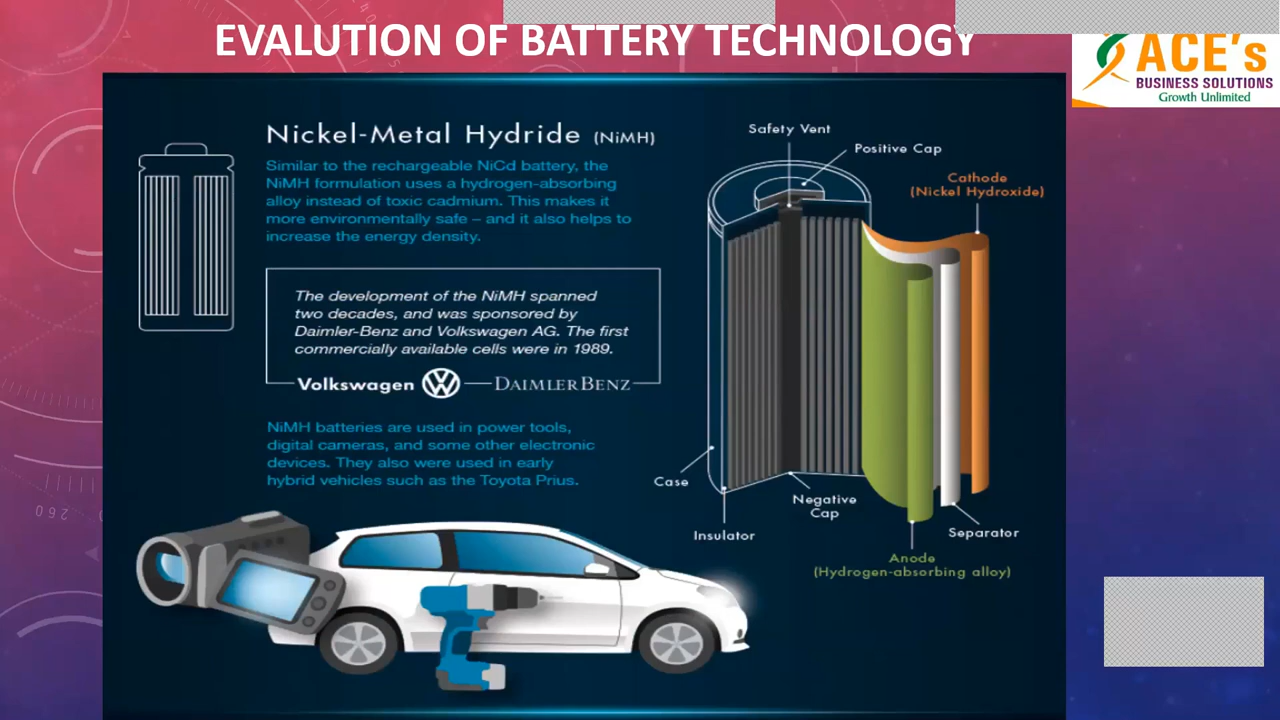 EVALUTION OF BATTERY TECHNOLOGY
ACE's
BUSINESS SOLUTIONS
Growth Unlimited
Nickel-Metal Hydride (NiMH)
Similar to the rechargeable NiCd battery, the
NiMH formulation uses a hydrogen-absorbing
alloy instead of toxic cadmium. This makes it
more environmentally safe – and it also helps to
increase the energy density.
The development of the NiMH spanned
two decades, and was sponsored by
Daimler-Benz and Volkswagen AG. The first
commercially available cells were in 1989.
Volkswagen
DAIMLERBENZ
NiMH batteries are used in power tools,
digital cameras, and some other electronic
devices. They also were used in early
hybrid vehicles such as the Toyota Prius.
Safety Vent
Positive Cap
Cathode
(Nickel Hydroxide)
Case
Negative
Cap
Insulator
Separator
Anode
(Hydrogen-absorbing alloy)